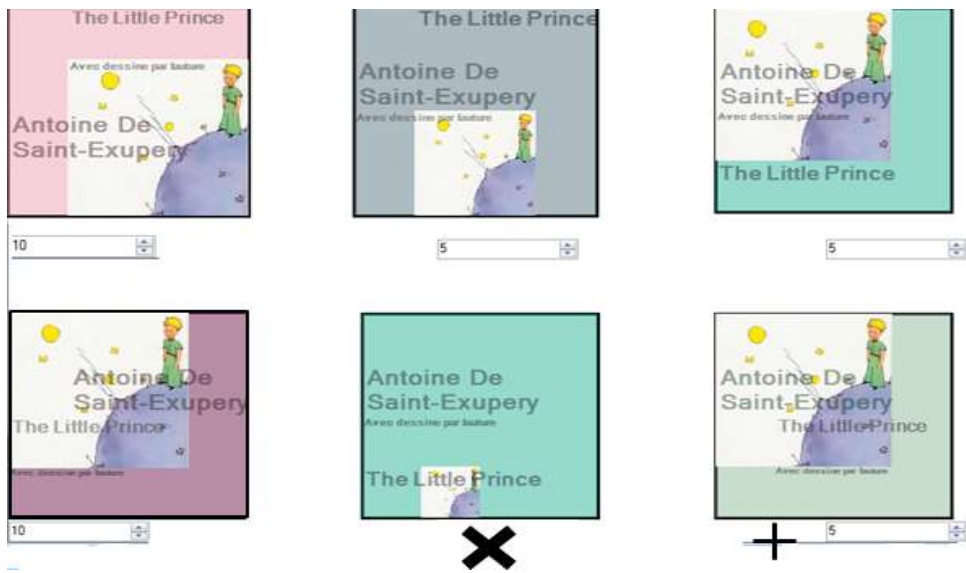 The Little Prince
Avec dessine par lauture
Antoine De
Saint-Exupery
10
The Little Prince
Antoine De
Saint-Exupery
Avec dessine par lauture
5
Antoine De
Saint-Exupery
Avec dessine par lauture
The Little Prince
5
Antoine De
Saint-Exupery
The Little Prince
Avec dessine par lauture
10
Antoine De
Saint-Exupery
Avec dessine par lauture
The Little Prince
Antoine De
Saint-Exupery
The Little Prince
Avec dessine par lauture
5